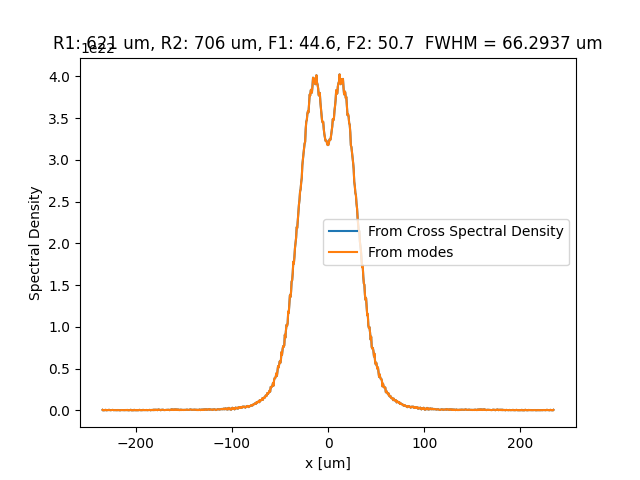 R1: 621 um, R2: 706 um, F1: 44.6, F2: 50.7  FWHM = 66.2937 um
1e22
4.0
3.5
3.0
2.5
2.0
1.5
1.0
0.5
0.0
Spectral Density
From Cross Spectral Density
From modes
−200
−100
0
100
200
x [um]